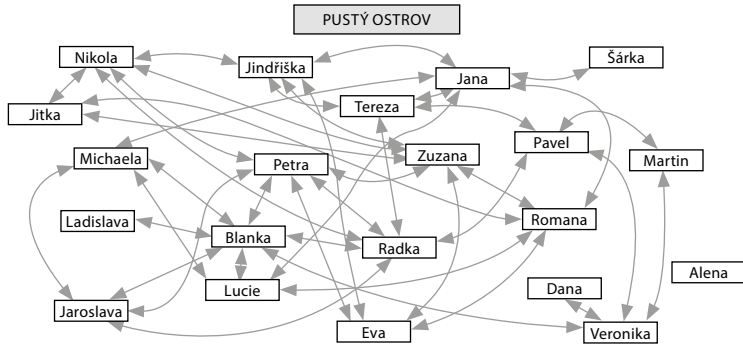 PUSTÝ OSTROV
Nikola
Jindřiška
Jana
Šárka
Jitka
Tereza
Pavel
Martin
Michaela
Petra
Zuzana
Ladislava
Blanka
Radka
Romana
Alena
Lucie
Dana
Jaroslava
Eva
Veronika